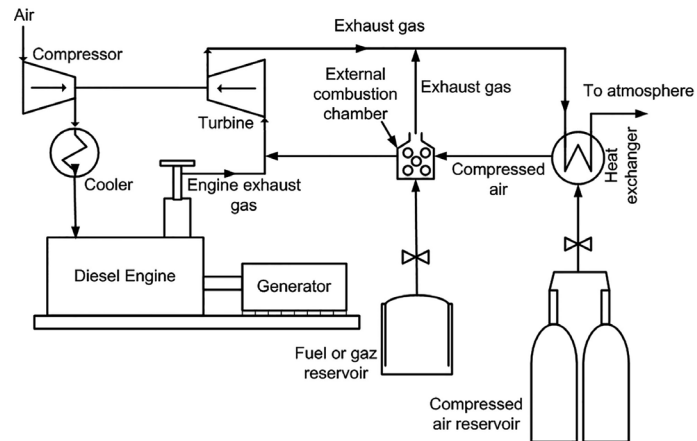 Air
Exhaust gas
Compressor
External
combustion
chamber
Exhaust gas
To atmosphere
Turbine
Compressed
air
Heat
exchanger
Cooler
Engine exhaust
gas
Diesel Engine
Generator
Fuel or gaz
reservoir
Compressed
air reservoir